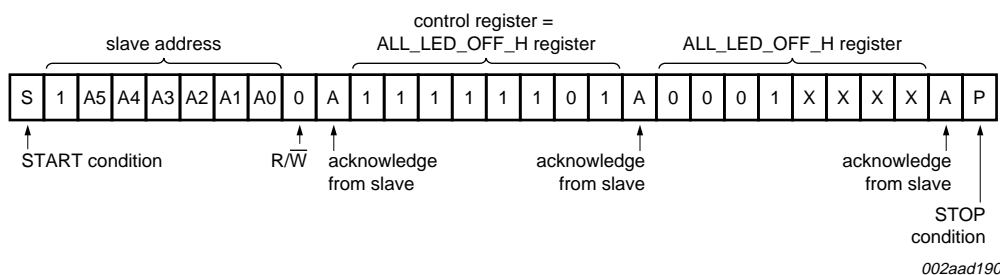 control register =
slave address ALL_LED_OFF_H register ALL_LED_OFF_H register
S 1 A5 A4 A3 A2 A1 A0 0 A 1 1 1 1 1 1 0 1 A 0 0 0 1 X X X X A P
START condition R/W̅ acknowledge from slave acknowledge from slave acknowledge from slave
STOP condition
002aad190